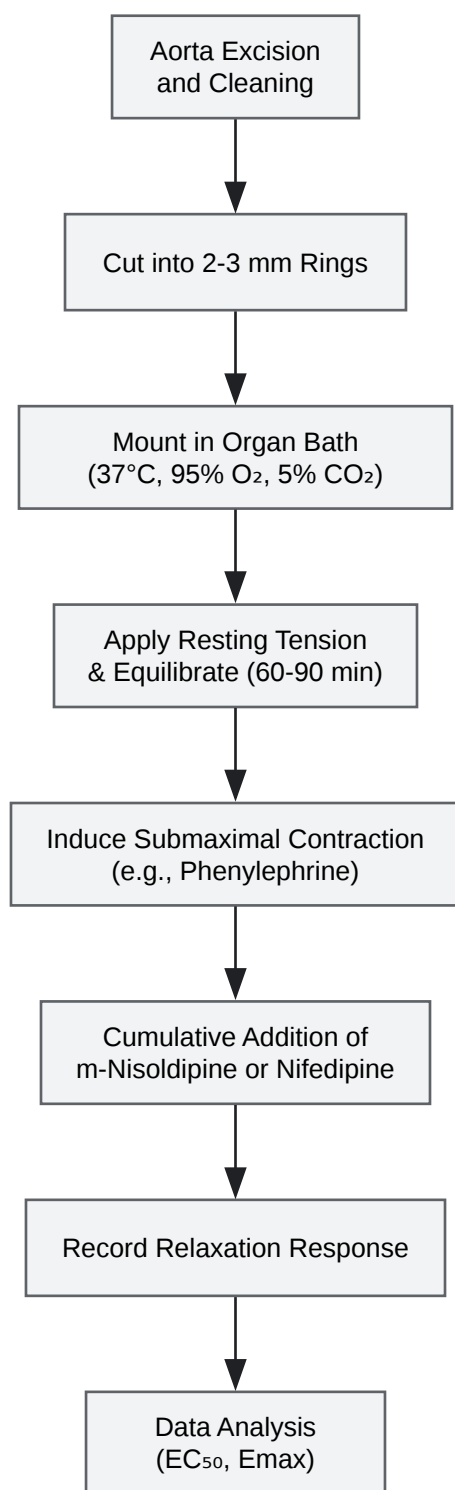 Aorta Excision
and Cleaning
Cut into 2-3 mm Rings
Mount in Organ Bath
(37°C, 95% O₂, 5% CO₂)
Apply Resting Tension
& Equilibrate (60-90 min)
Induce Submaximal Contraction
(e.g., Phenylephrine)
Cumulative Addition of
m-Nisoldipine or Nifedipine
Record Relaxation Response
Data Analysis
(EC₅₀, Emax)